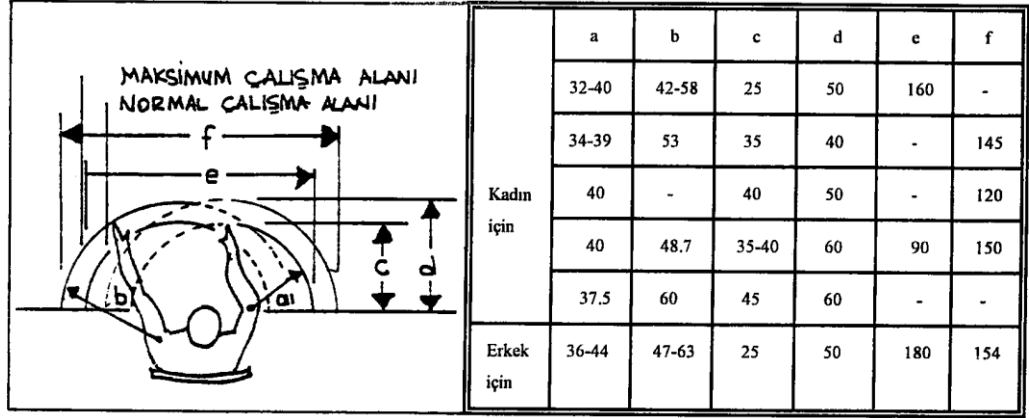 MAKSİMUM ÇALIŞMA ALANI
NORMAL ÇALIŞMA ALANI
f
e
c
d
b
a
Kadın için
a b c d e f
32-40 42-58 25 50 160 -
34-39 53 35 40 - 145
40 - 40 50 - 120
40 48.7 35-40 60 90 150
37.5 60 45 60 - -
Erkek için
36-44 47-63 25 50 180 154